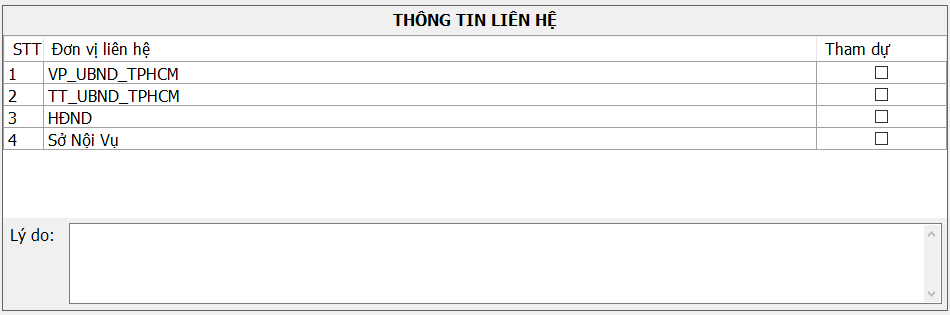 THÔNG TIN LIÊN HỆ
STT Đơn vị liên hệ Tham dự
1 VP_UBND_TPHCM
2 TT_UBND_TPHCM
3 HĐND
4 Sở Nội Vụ
Lý do: